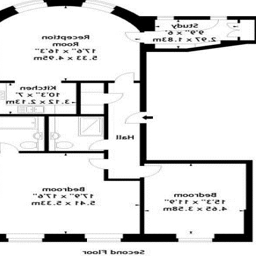 Study
9'9 x 6'
2.97 x 1.83m
Reception
Room
17'6 x 16'3
5.33 x 4.95m
Kitchen
10'3 x 7'
3.12 x 2.13m
Hall
Bedroom
17'9 x 17'6
5.41 x 5.33m
Bedroom
15'3 x 11'9
4.65 x 3.58m
Second Floor